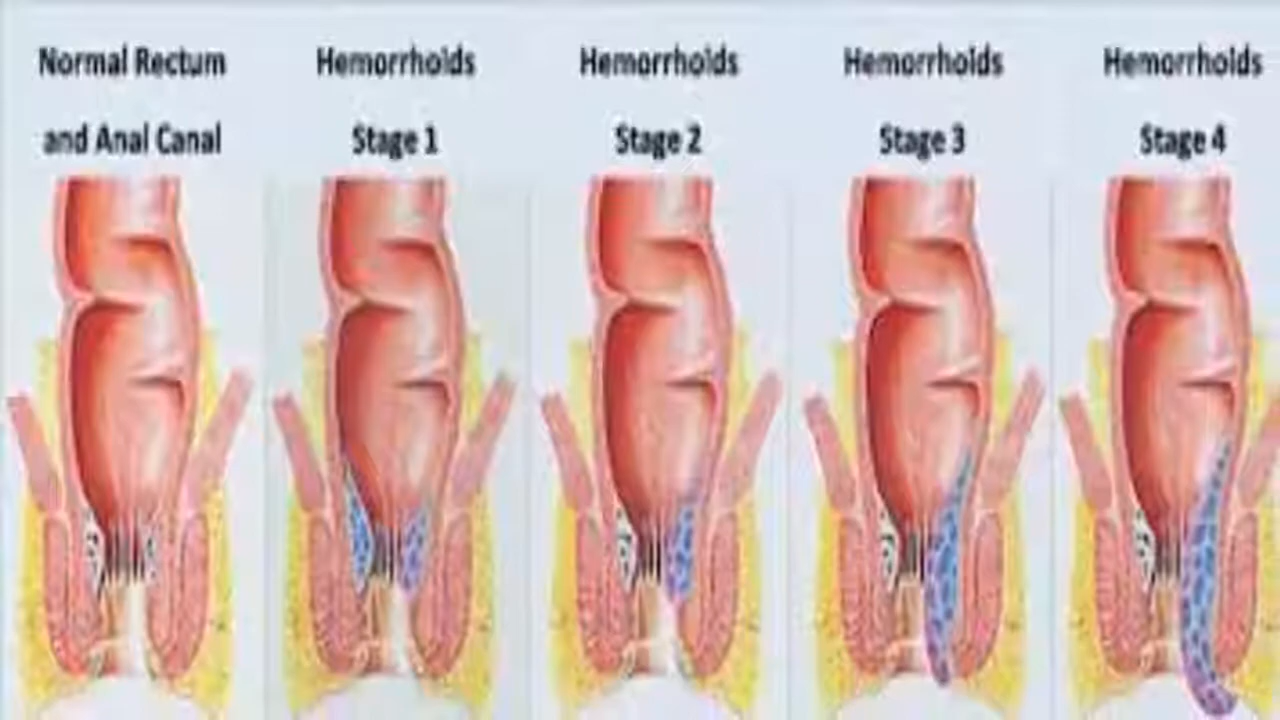 Normal Rectum
and Anal Canal
Hemorrhoids
Stage 1
Hemorrhoids
Stage 2
Hemorrhoids
Stage 3
Hemorrhoids
Stage 4